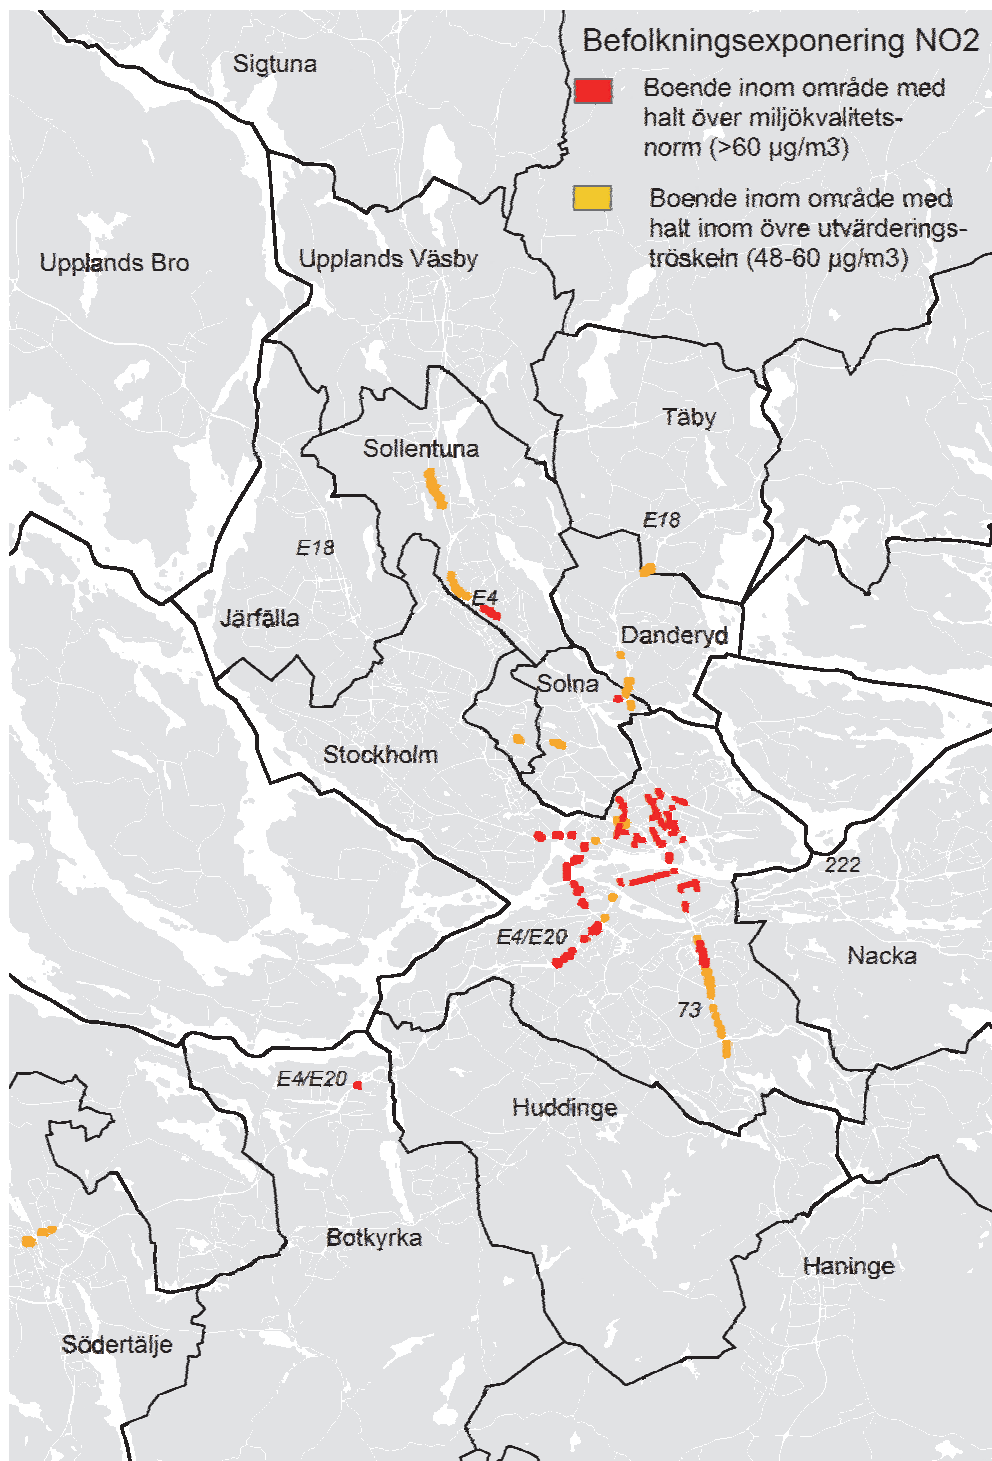 Befolkningsexponering NO2
Boende inom område med
halt över miljökvalitets-
norm (>60 µg/m3)
Boende inom område med
halt inom övre utvärderings-
tröskeln (48-60 µg/m3)
Sigtuna
Upplands Bro
Upplands Väsby
Täby
Sollentuna
E18
E18
E4
Järfälla
Danderyd
Solna
Stockholm
222
E4/E20
Nacka
73
E4/E20
Huddinge
Botkyrka
Haninge
Södertälje